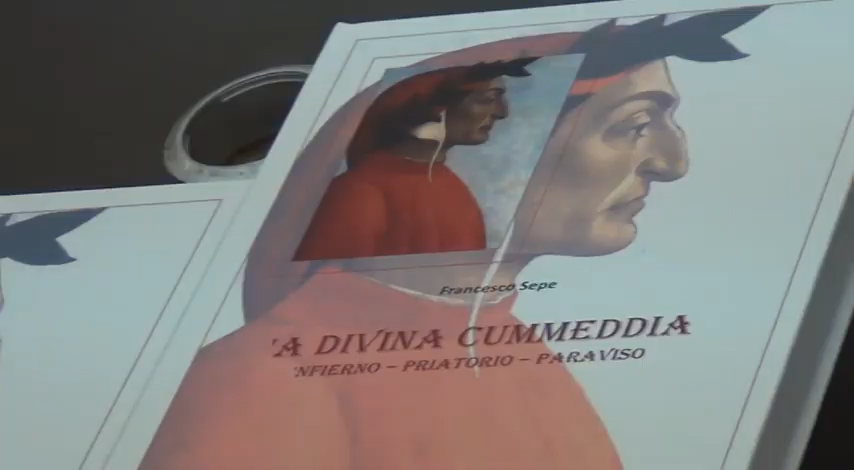 Francesco Sepe
'A DIVINA CUMMEDDIA
'NFIERNO – PRIATORIO – PARAVISO